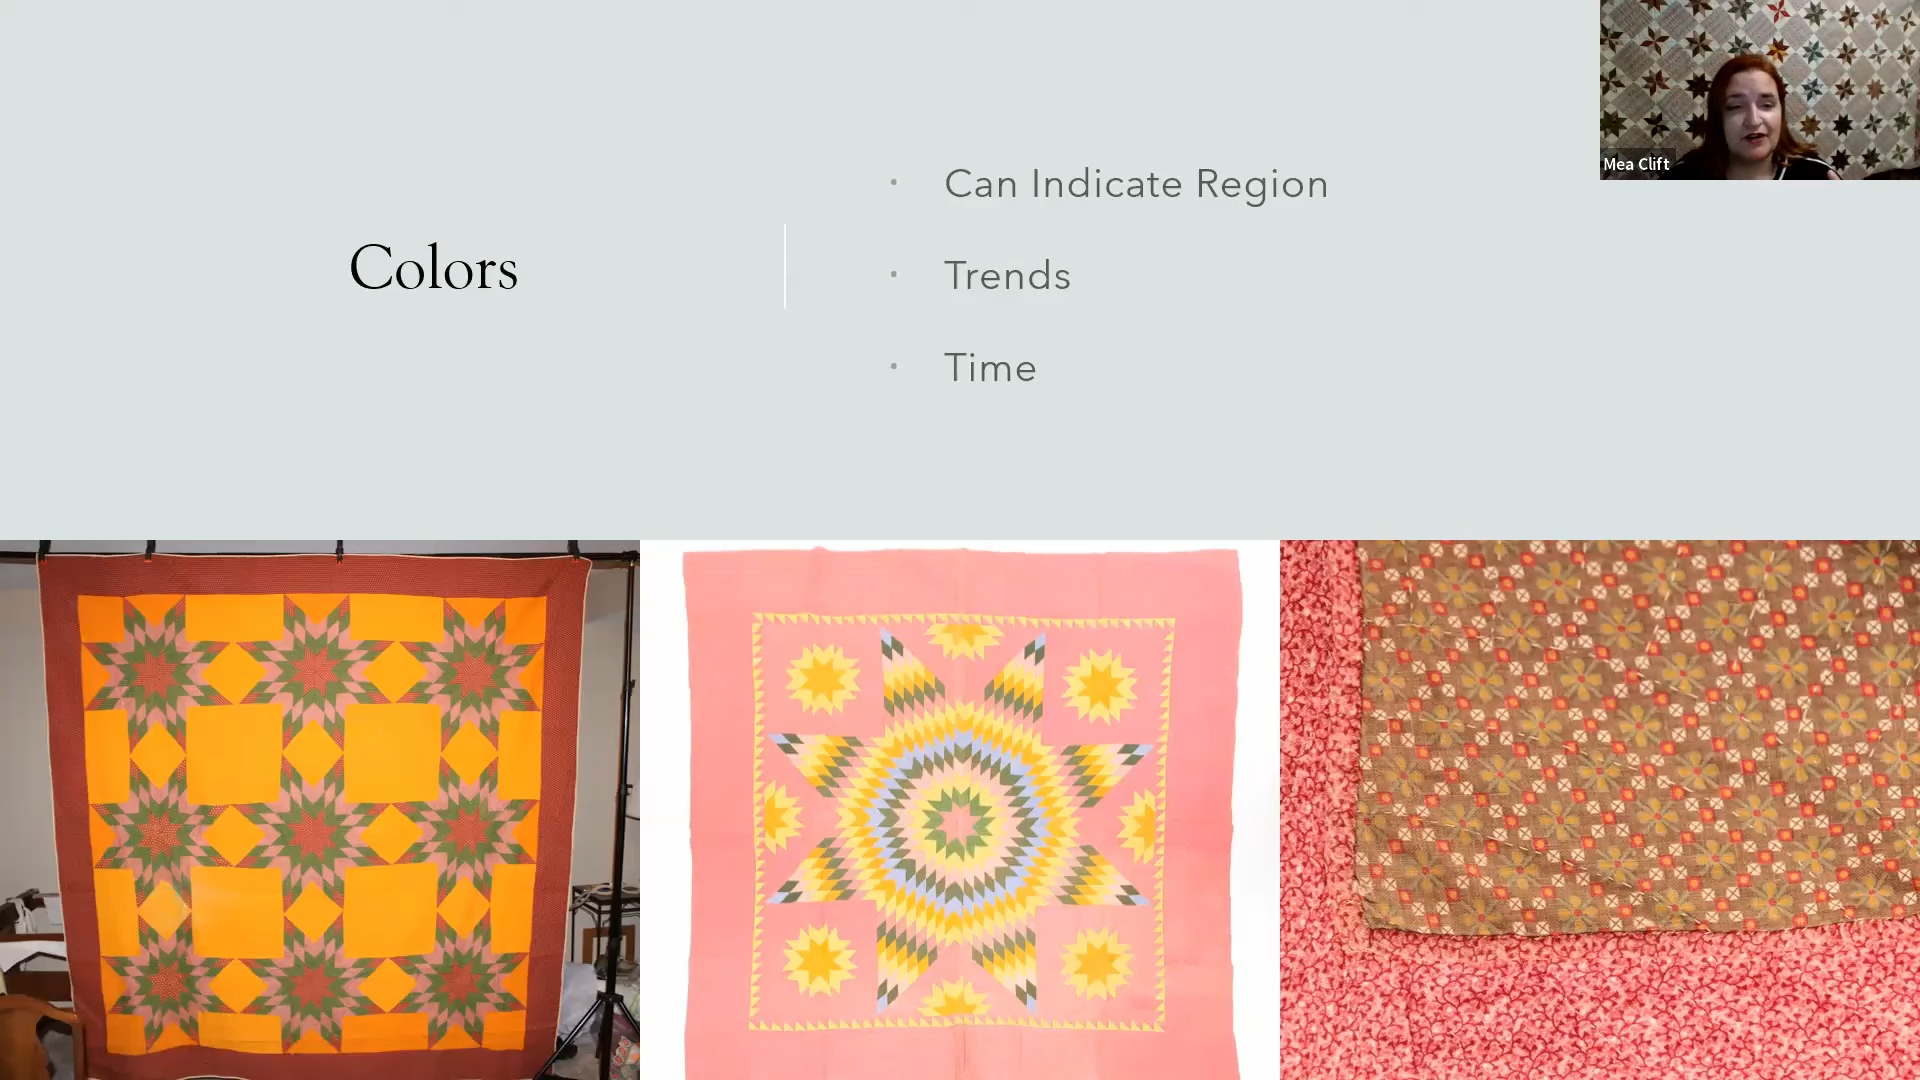 Colors
Can Indicate Region
Trends
Time
Mea Clift